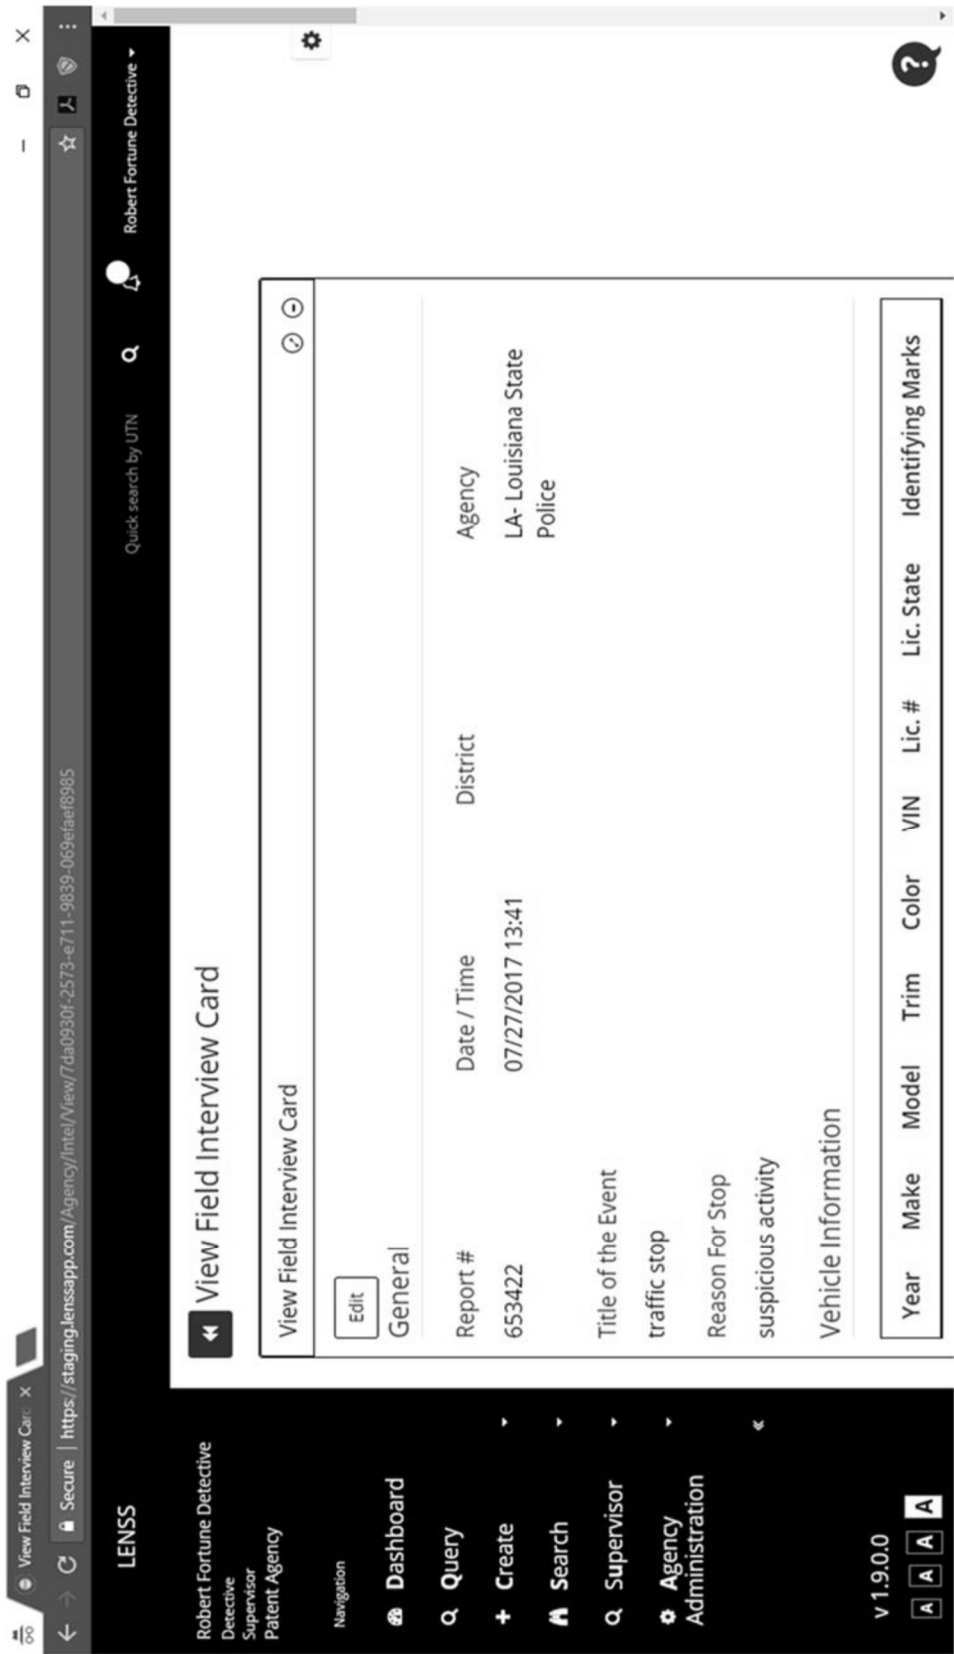 View Field Interview Card
Secure | https://staging.lenssapp.com/Agency/Intel/View/7da0930f-2573-e711-9839-069efaef8985
LENSS
Quick search by UTN
Robert Fortune Detective
Robert Fortune Detective
Detective
Supervisor
Patent Agency
Navigation
Dashboard
Query
Create
Search
Supervisor
Agency
Administration
v 1.9.0.0
A A A A
View Field Interview Card
View Field Interview Card
Edit
General
Report # Date / Time District Agency
653422 07/27/2017 13:41 LA- Louisiana State
Police
Title of the Event
traffic stop
Reason For Stop
suspicious activity
Vehicle Information
Year Make Model Trim Color VIN Lic. # Lic. State Identifying Marks
?